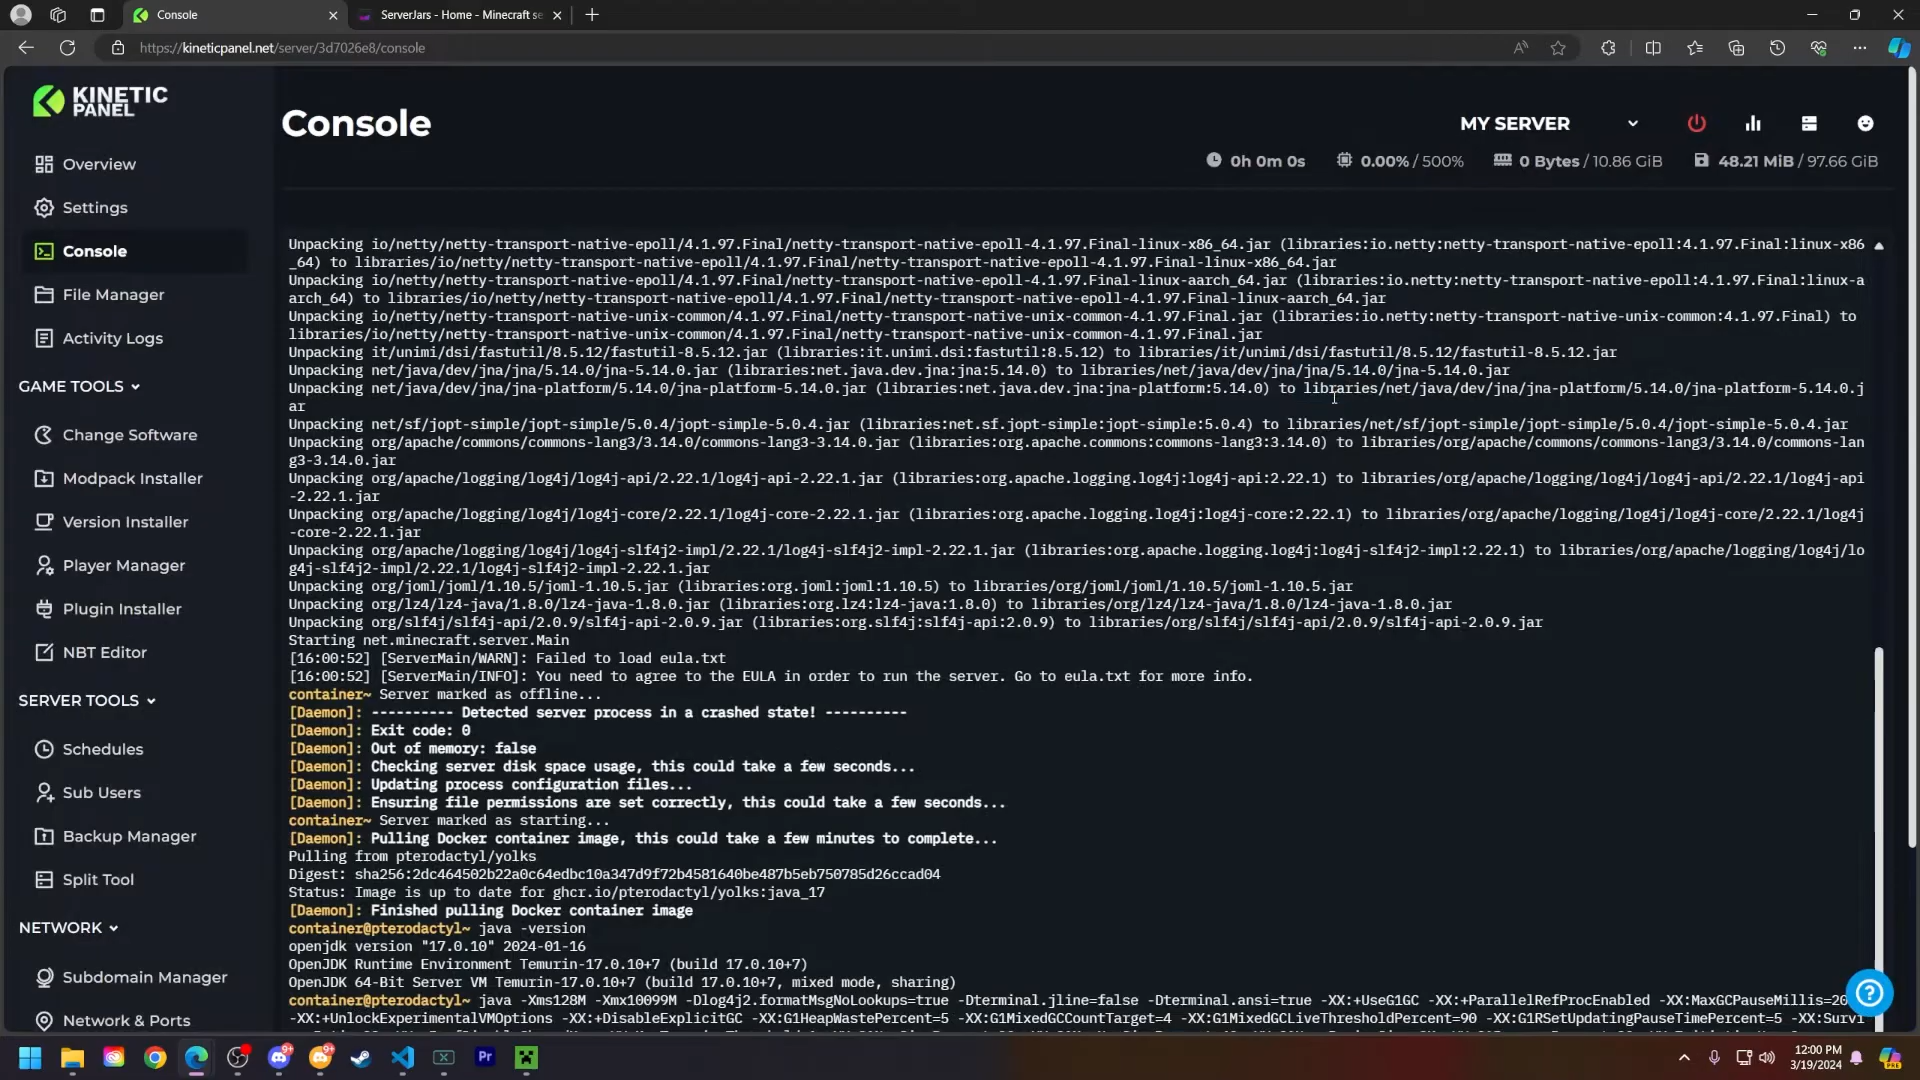 Console
ServerJars - Home - Minecraft se
https://kineticpanel.net/server/3d7026e8/console
KINETIC
PANEL
Console
MY SERVER
0h 0m 0s
0.00% / 500%
0 Bytes / 10.86 GiB
48.21 MiB / 97.66 GiB
Overview
Settings
Console
File Manager
Activity Logs
GAME TOOLS
Change Software
Modpack Installer
Version Installer
Player Manager
Plugin Installer
NBT Editor
SERVER TOOLS
Schedules
Sub Users
Backup Manager
Split Tool
NETWORK
Subdomain Manager
Network & Ports
Unpacking io/netty/netty-transport-native-epoll/4.1.97.Final/netty-transport-native-epoll-4.1.97.Final-linux-x86_64.jar (libraries:io.netty:netty-transport-native-epoll:4.1.97.Final:linux-x86
_64) to libraries/io/netty/netty-transport-native-epoll/4.1.97.Final/netty-transport-native-epoll-4.1.97.Final-linux-x86_64.jar
Unpacking io/netty/netty-transport-native-epoll/4.1.97.Final/netty-transport-native-epoll-4.1.97.Final-linux-aarch_64.jar (libraries:io.netty:netty-transport-native-epoll:4.1.97.Final:linux-a
arch_64) to libraries/io/netty/netty-transport-native-epoll/4.1.97.Final/netty-transport-native-epoll-4.1.97.Final-linux-aarch_64.jar
Unpacking io/netty/netty-transport-native-unix-common/4.1.97.Final/netty-transport-native-unix-common-4.1.97.Final.jar (libraries:io.netty:netty-transport-native-unix-common:4.1.97.Final) to
libraries/io/netty/netty-transport-native-unix-common/4.1.97.Final/netty-transport-native-unix-common-4.1.97.Final.jar
Unpacking it/unimi/dsi/fastutil/8.5.12/fastutil-8.5.12.jar (libraries:it.unimi.dsi:fastutil:8.5.12) to libraries/it/unimi/dsi/fastutil/8.5.12/fastutil-8.5.12.jar
Unpacking net/java/dev/jna/jna/5.14.0/jna-5.14.0.jar (libraries:net.java.dev.jna:jna:5.14.0) to libraries/net/java/dev/jna/jna/5.14.0/jna-5.14.0.jar
Unpacking net/java/dev/jna/jna-platform/5.14.0/jna-platform-5.14.0.jar (libraries:net.java.dev.jna:jna-platform:5.14.0) to libraries/net/java/dev/jna/jna-platform/5.14.0/jna-platform-5.14.0.j
ar
Unpacking net/sf/jopt-simple/jopt-simple/5.0.4/jopt-simple-5.0.4.jar (libraries:net.sf.jopt-simple:jopt-simple:5.0.4) to libraries/net/sf/jopt-simple/jopt-simple/5.0.4/jopt-simple-5.0.4.jar
Unpacking org/apache/commons/commons-lang3/3.14.0/commons-lang3-3.14.0.jar (libraries:org.apache.commons:commons-lang3:3.14.0) to libraries/org/apache/commons/commons-lang3/3.14.0/commons-lan
g3-3.14.0.jar
Unpacking org/apache/logging/log4j/log4j-api/2.22.1/log4j-api-2.22.1.jar (libraries:org.apache.logging.log4j:log4j-api:2.22.1) to libraries/org/apache/logging/log4j/log4j-api/2.22.1/log4j-api
-2.22.1.jar
Unpacking org/apache/logging/log4j/log4j-core/2.22.1/log4j-core-2.22.1.jar (libraries:org.apache.logging.log4j:log4j-core:2.22.1) to libraries/org/apache/logging/log4j/log4j-core/2.22.1/log4j
-core-2.22.1.jar
Unpacking org/apache/logging/log4j/log4j-slf4j2-impl/2.22.1/log4j-slf4j2-impl-2.22.1.jar (libraries:org.apache.logging.log4j:log4j-slf4j2-impl:2.22.1) to libraries/org/apache/logging/log4j/lo
g4j-slf4j2-impl/2.22.1/log4j-slf4j2-impl-2.22.1.jar
Unpacking org/joml/joml/1.10.5/joml-1.10.5.jar (libraries:org.joml:joml:1.10.5) to libraries/org/joml/joml/1.10.5/joml-1.10.5.jar
Unpacking org/lz4/lz4-java/1.8.0/lz4-java-1.8.0.jar (libraries:org.lz4:lz4-java:1.8.0) to libraries/org/lz4/lz4-java/1.8.0/lz4-java-1.8.0.jar
Unpacking org/slf4j/slf4j-api/2.0.9/slf4j-api-2.0.9.jar (libraries:org.slf4j:slf4j-api:2.0.9) to libraries/org/slf4j/slf4j-api/2.0.9/slf4j-api-2.0.9.jar
Starting net.minecraft.server.Main
[16:00:52] [ServerMain/WARN]: Failed to load eula.txt
[16:00:52] [ServerMain/INFO]: You need to agree to the EULA in order to run the server. Go to eula.txt for more info.
container~ Server marked as offline...
[Daemon]: ---------- Detected server process in a crashed state! ----------
[Daemon]: Exit code: 0
[Daemon]: Out of memory: false
[Daemon]: Checking server disk space usage, this could take a few seconds...
[Daemon]: Updating process configuration files...
[Daemon]: Ensuring file permissions are set correctly, this could take a few seconds...
container~ Server marked as starting...
[Daemon]: Pulling Docker container image, this could take a few minutes to complete...
Pulling from pterodactyl/yolks
Digest: sha256:2dc464502b22a0c64edbc10a347d9f72b4581640be487b5eb750785d26ccad04
Status: Image is up to date for ghcr.io/pterodactyl/yolks:java_17
[Daemon]: Finished pulling Docker container image
container@pterodactyl~ java -version
openjdk version "17.0.10" 2024-01-16
OpenJDK Runtime Environment Temurin-17.0.10+7 (build 17.0.10+7)
OpenJDK 64-Bit Server VM Temurin-17.0.10+7 (build 17.0.10+7, mixed mode, sharing)
container@pterodactyl~ java -Xms128M -Xmx10099M -Dlog4j2.formatMsgNoLookups=true -Dterminal.jline=false -Dterminal.ansi=true -XX:+UseG1GC -XX:+ParallelRefProcEnabled -XX:MaxGCPauseMillis=20
-XX:+UnlockExperimentalVMOptions -XX:+DisableExplicitGC -XX:G1HeapWastePercent=5 -XX:G1MixedGCCountTarget=4 -XX:G1MixedGCLiveThresholdPercent=90 -XX:G1RSetUpdatingPauseTimePercent=5 -XX:Survi
Pr
12:00 PM
3/19/2024